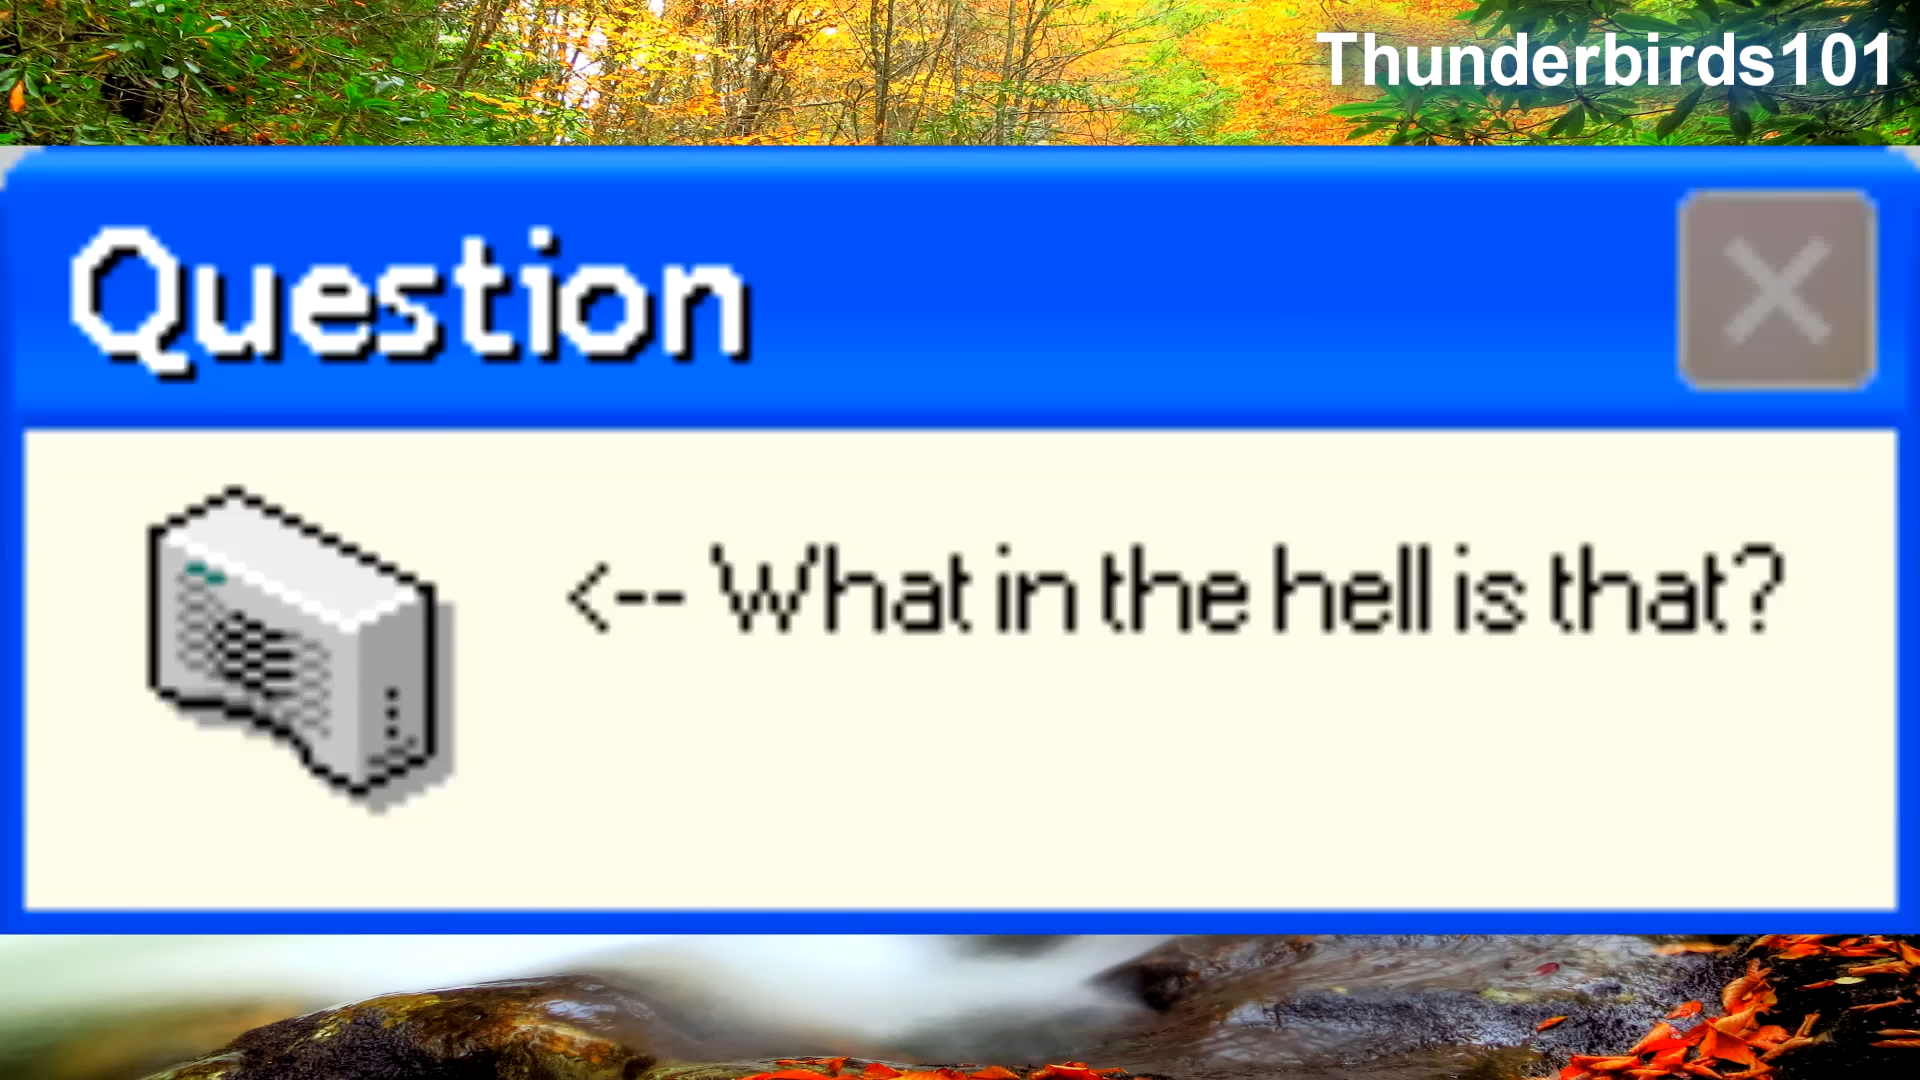 Thunderbirds101
Question
<-- What in the hell is that?